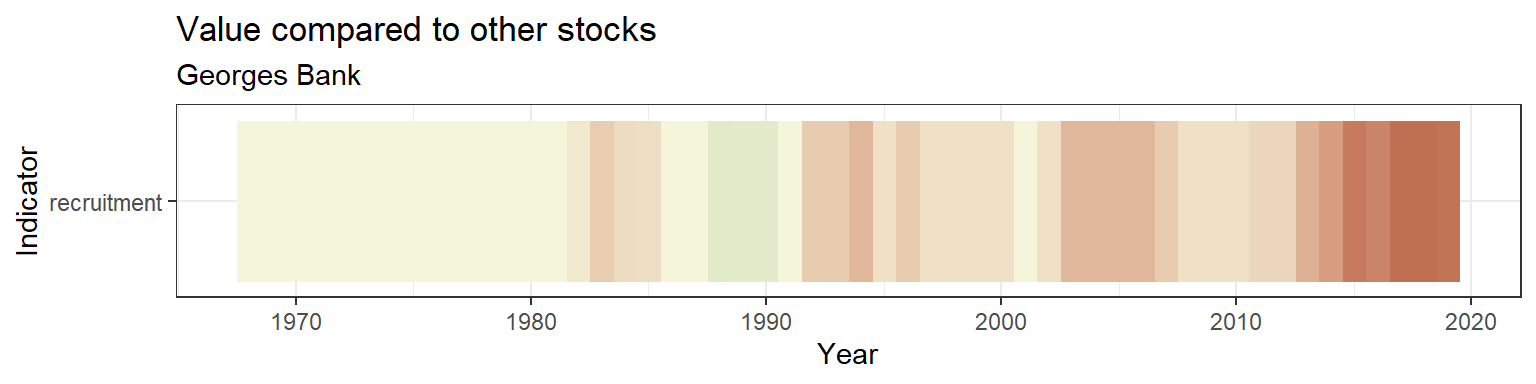 Value compared to other stocks
Georges Bank
Indicator
recruitment
1970 1980 1990 2000 2010 2020
Year